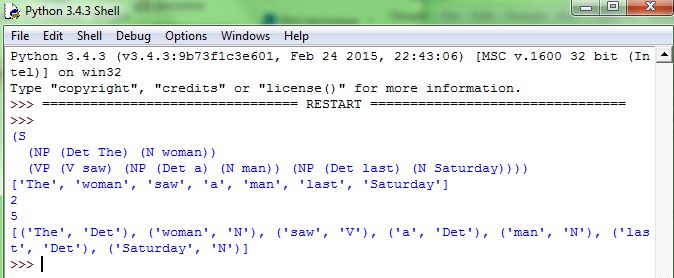 Python 3.4.3 Shell
File Edit Shell Debug Options Windows Help
Python 3.4.3 (v3.4.3:9b73f1c3e601, Feb 24 2015, 22:43:06) [MSC v.1600 32 bit (In
tel)] on win32
Type "copyright", "credits" or "license()" for more information.
>>> ================================ RESTART ================================
>>>
(S
  (NP (Det The) (N woman))
  (VP (V saw) (NP (Det a) (N man)) (NP (Det last) (N Saturday))))
['The', 'woman', 'saw', 'a', 'man', 'last', 'Saturday']
2
5
[('The', 'Det'), ('woman', 'N'), ('saw', 'V'), ('a', 'Det'), ('man', 'N'), ('las
t', 'Det'), ('Saturday', 'N')]
>>>